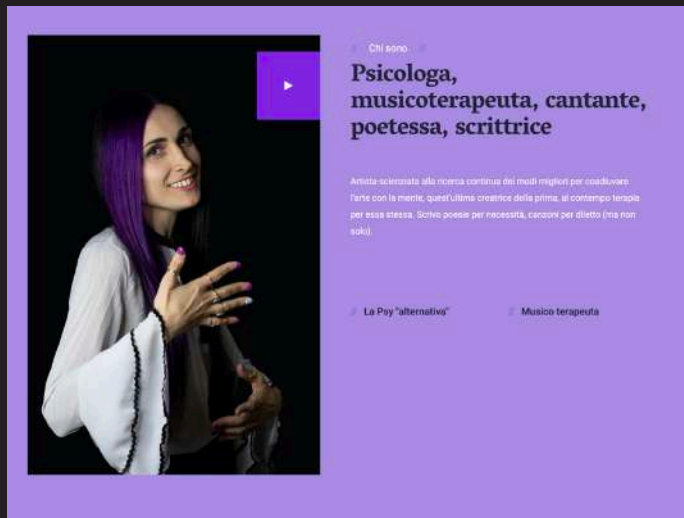 Chi sono
Psicologa,
musicoterapeuta, cantante,
poetessa, scrittrice
Artista-scienziata alla ricerca continua dei modi migliori per coadiuvare
l'arte con la mente, quest'ultima creatrice della prima, al contempo terapia
per essa stessa. Scrivo poesie per necessità, canzoni per diletto (ma non
solo).
La Psy "alternativa"
Musico terapeuta